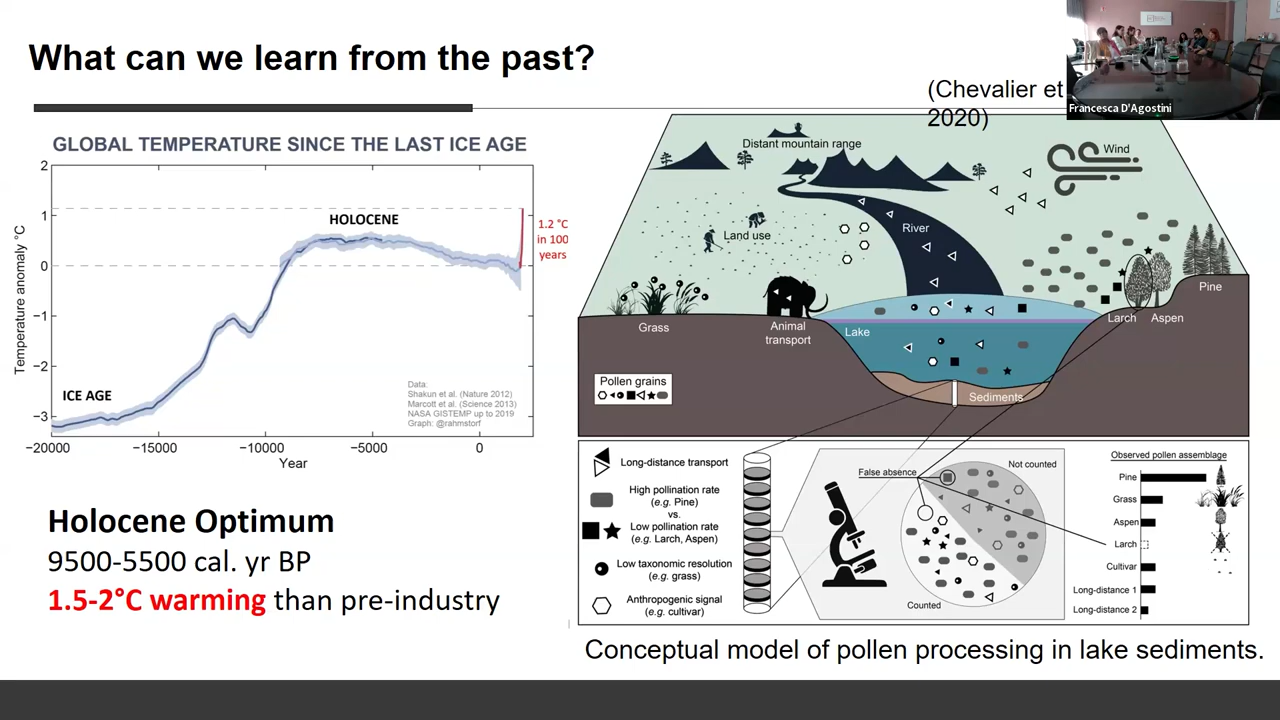 What can we learn from the past?
(Chevalier et
2020)
Francesca D'Agostini
GLOBAL TEMPERATURE SINCE THE LAST ICE AGE
2
1
0
−1
−2
−3
Temperature anomaly °C
HOLOCENE
1.2 °C
in 100
years
ICE AGE
Data:
Shakun et al. (Nature 2012)
Marcott et al. (Science 2013)
NASA GISTEMP up to 2019
Graph: @rahmstorf
−20000
−15000
−10000
−5000
0
Year
Holocene Optimum
9500-5500 cal. yr BP
1.5-2°C warming than pre-industry
Distant mountain range
Wind
Land use
River
Pine
Grass
Animal
transport
Lake
Larch
Aspen
Pollen grains
Sediments
Long-distance transport
High pollination rate
(e.g. Pine)
vs.
Low pollination rate
(e.g. Larch, Aspen)
Low taxonomic resolution
(e.g. grass)
Anthropogenic signal
(e.g. cultivar)
False absence
Not counted
Counted
Observed pollen assemblage
Pine
Grass
Aspen
Larch
Cultivar
Long-distance 1
Long-distance 2
Conceptual model of pollen processing in lake sediments.